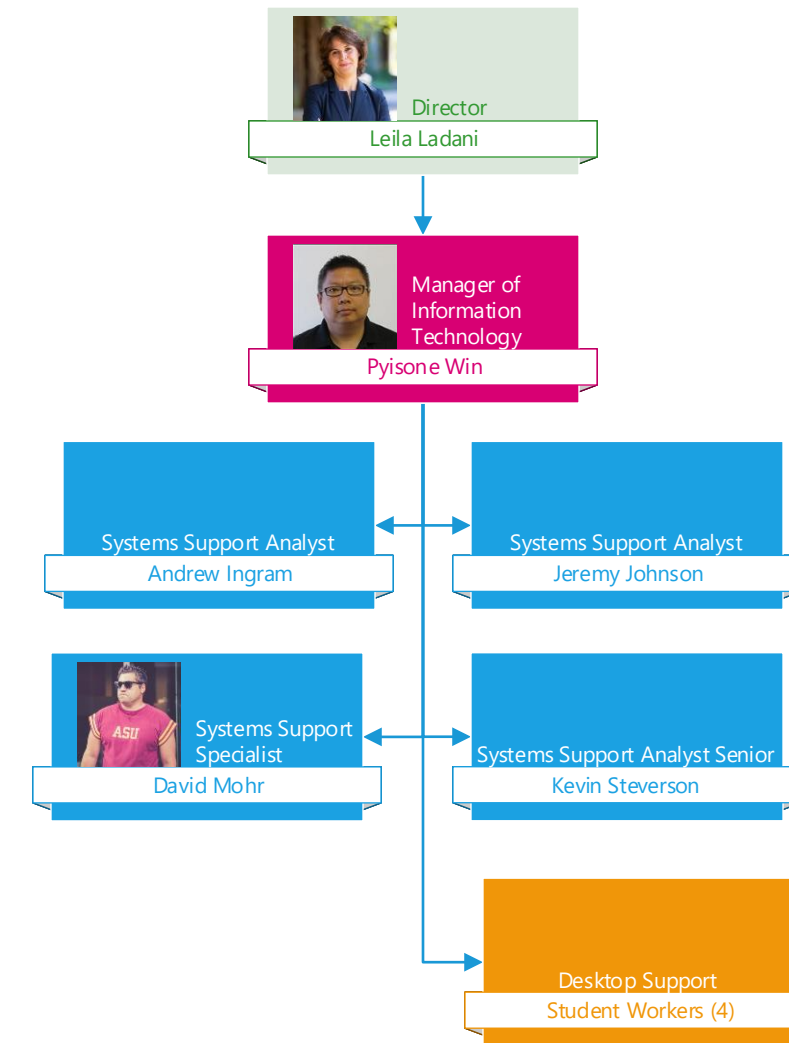 Director
Leila Ladani
Manager of
Information
Technology
Pyisone Win
Systems Support Analyst
Andrew Ingram
Systems Support Analyst
Jeremy Johnson
ASU
Systems Support
Specialist
David Mohr
Systems Support Analyst Senior
Kevin Steverson
Desktop Support
Student Workers (4)